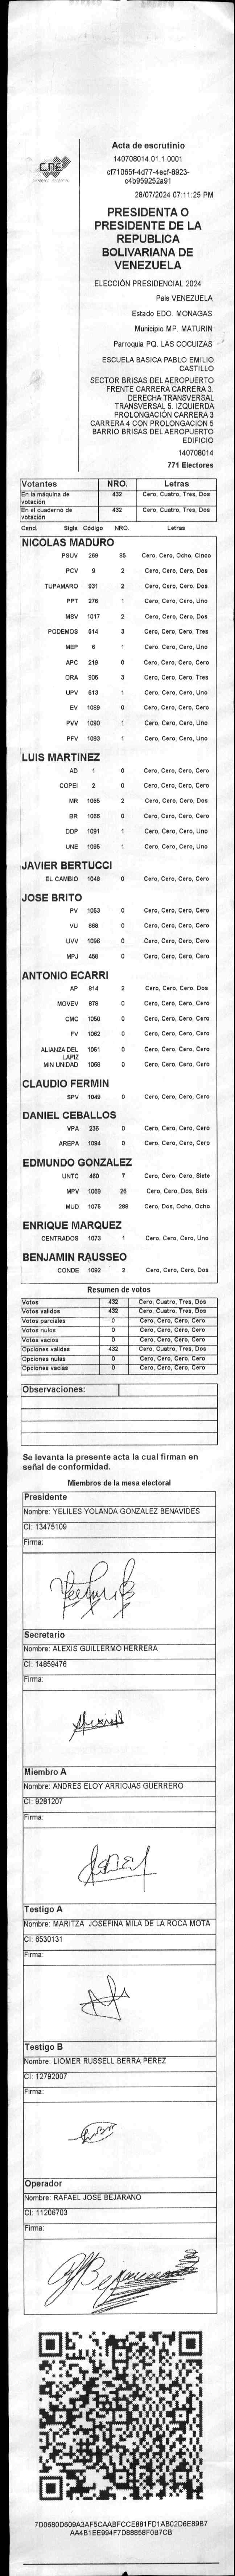 CNE
Acta de escrutinio
140708014.01.1.0001
cf71065f-4d77-4ecf-8923-
c4b959252a91
28/07/2024 07:11:25 PM
PRESIDENTA O
PRESIDENTE DE LA
REPUBLICA
BOLIVARIANA DE
VENEZUELA
ELECCIÓN PRESIDENCIAL 2024
País VENEZUELA
Estado EDO. MONAGAS
Municipio MP. MATURIN
Parroquia PQ. LAS COCUIZAS
ESCUELA BASICA PABLO EMILIO
CASTILLO
SECTOR BRISAS DEL AEROPUERTO
FRENTE CARRERA CARRERA 3.
DERECHA TRANSVERSAL
TRANSVERSAL 5. IZQUIERDA
PROLONGACIÓN CARRERA 3
CARRERA 4 CON PROLONGACION 5
BARRIO BRISAS DEL AEROPUERTO
EDIFICIO
140708014
771 Electores
Votantes NRO. Letras
En la máquina de votación 432 Cero, Cuatro, Tres, Dos
En el cuaderno de votación 432 Cero, Cuatro, Tres, Dos
Cand. Sigla Código NRO. Letras
NICOLAS MADURO
PSUV 269 85 Cero, Cero, Ocho, Cinco
PCV 9 2 Cero, Cero, Cero, Dos
TUPAMARO 931 2 Cero, Cero, Cero, Dos
PPT 276 1 Cero, Cero, Cero, Uno
MSV 1017 2 Cero, Cero, Cero, Dos
PODEMOS 514 3 Cero, Cero, Cero, Tres
MEP 6 1 Cero, Cero, Cero, Uno
APC 219 0 Cero, Cero, Cero, Cero
ORA 906 3 Cero, Cero, Cero, Tres
UPV 513 1 Cero, Cero, Cero, Uno
EV 1089 0 Cero, Cero, Cero, Cero
PVV 1090 1 Cero, Cero, Cero, Uno
PFV 1093 1 Cero, Cero, Cero, Uno
LUIS MARTINEZ
AD 1 0 Cero, Cero, Cero, Cero
COPEI 2 0 Cero, Cero, Cero, Cero
MR 1065 2 Cero, Cero, Cero, Dos
BR 1066 0 Cero, Cero, Cero, Cero
DDP 1091 1 Cero, Cero, Cero, Uno
UNE 1095 1 Cero, Cero, Cero, Uno
JAVIER BERTUCCI
EL CAMBIO 1048 0 Cero, Cero, Cero, Cero
JOSE BRITO
PV 1053 0 Cero, Cero, Cero, Cero
VU 868 0 Cero, Cero, Cero, Cero
UVV 1096 0 Cero, Cero, Cero, Cero
MPJ 458 0 Cero, Cero, Cero, Cero
ANTONIO ECARRI
AP 814 2 Cero, Cero, Cero, Dos
MOVEV 878 0 Cero, Cero, Cero, Cero
CMC 1050 0 Cero, Cero, Cero, Cero
FV 1062 0 Cero, Cero, Cero, Cero
ALIANZA DEL LAPIZ 1051 0 Cero, Cero, Cero, Cero
MIN UNIDAD 1068 0 Cero, Cero, Cero, Cero
CLAUDIO FERMIN
SPV 1049 0 Cero, Cero, Cero, Cero
DANIEL CEBALLOS
VPA 236 0 Cero, Cero, Cero, Cero
AREPA 1094 0 Cero, Cero, Cero, Cero
EDMUNDO GONZALEZ
UNTC 460 7 Cero, Cero, Cero, Siete
MPV 1069 26 Cero, Cero, Dos, Seis
MUD 1075 288 Cero, Dos, Ocho, Ocho
ENRIQUE MARQUEZ
CENTRADOS 1073 1 Cero, Cero, Cero, Uno
BENJAMIN RAUSSEO
CONDE 1092 2 Cero, Cero, Cero, Dos
Resumen de votos
Votos 432 Cero, Cuatro, Tres, Dos
Votos validos 432 Cero, Cuatro, Tres, Dos
Votos parciales 0 Cero, Cero, Cero, Cero
Votos nulos 0 Cero, Cero, Cero, Cero
Votos vacios 0 Cero, Cero, Cero, Cero
Opciones validas 432 Cero, Cuatro, Tres, Dos
Opciones nulas 0 Cero, Cero, Cero, Cero
Opciones vacias 0 Cero, Cero, Cero, Cero
Observaciones:
Se levanta la presente acta la cual firman en
señal de conformidad.
Miembros de la mesa electoral
Presidente
Nombre: YELILES YOLANDA GONZALEZ BENAVIDES
CI: 13475109
Firma:
Secretario
Nombre: ALEXIS GUILLERMO HERRERA
CI: 14859476
Firma:
Miembro A
Nombre: ANDRES ELOY ARRIOJAS GUERRERO
CI: 9281207
Firma:
Testigo A
Nombre: MARITZA JOSEFINA MILA DE LA ROCA MOTA
CI: 6530131
Firma:
Testigo B
Nombre: LIOMER RUSSELL BERRA PEREZ
CI: 12792007
Firma:
Operador
Nombre: RAFAEL JOSE BEJARANO
CI: 11206703
Firma:
7D0680D609A3AF5CAABFCCE881FD1AB02D6E89B7
AA4B1EE994F7D88858F0B7CB